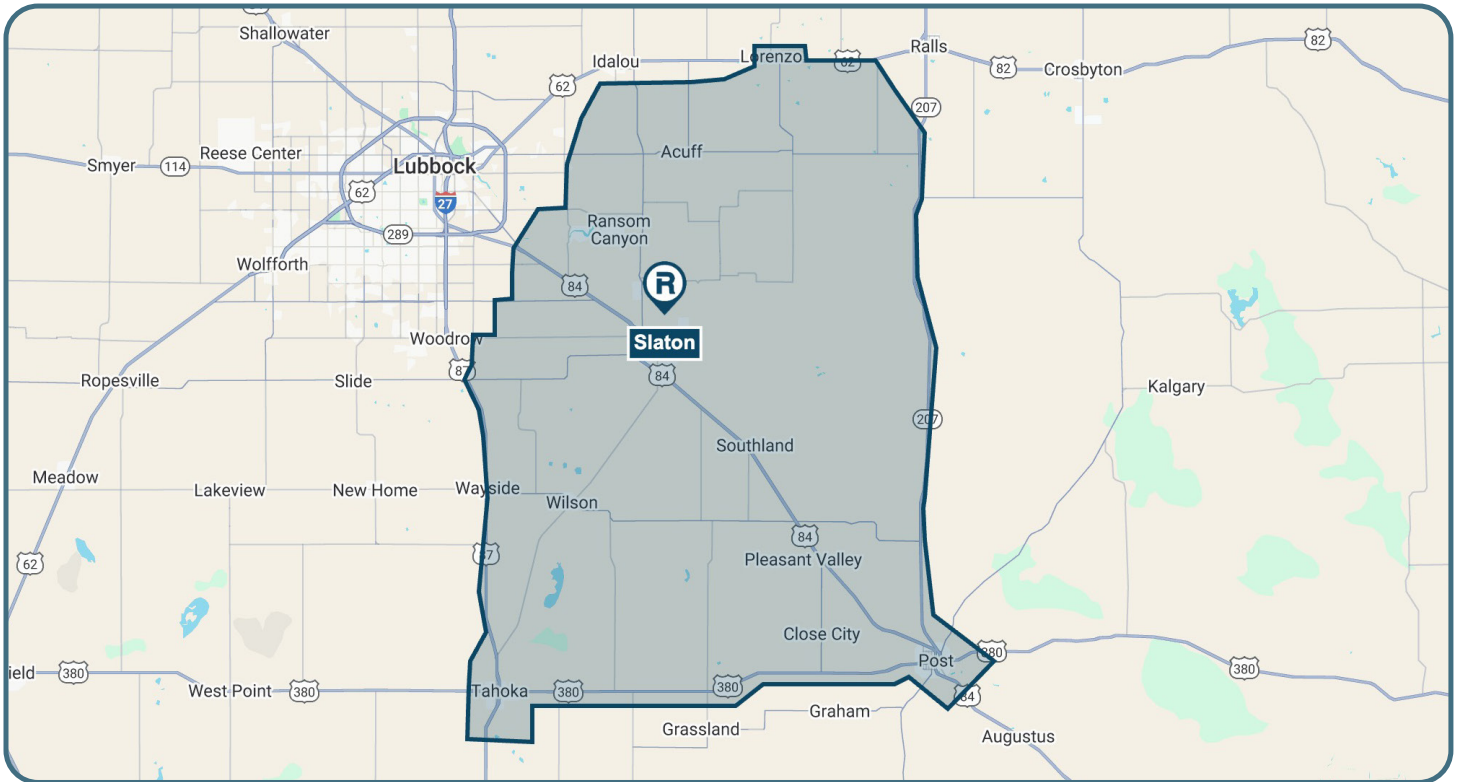 Shallowater
Idalou
Lorenzo
62
Ralls
82
82
Crosbyton
62
207
Smyer
114
Reese Center
Lubbock
Acuff
62
27
289
Ransom
Canyon
Wolfforth
84
R
Slaton
Woodrow
87
84
Ropesville
Slide
Kalgary
207
Southland
Meadow
Lakeview
New Home
Wayside
Wilson
62
87
84
Pleasant Valley
Close City
Post
380
ield
380
West Point
380
Tahoka
380
380
380
84
Grassland
Graham
Augustus